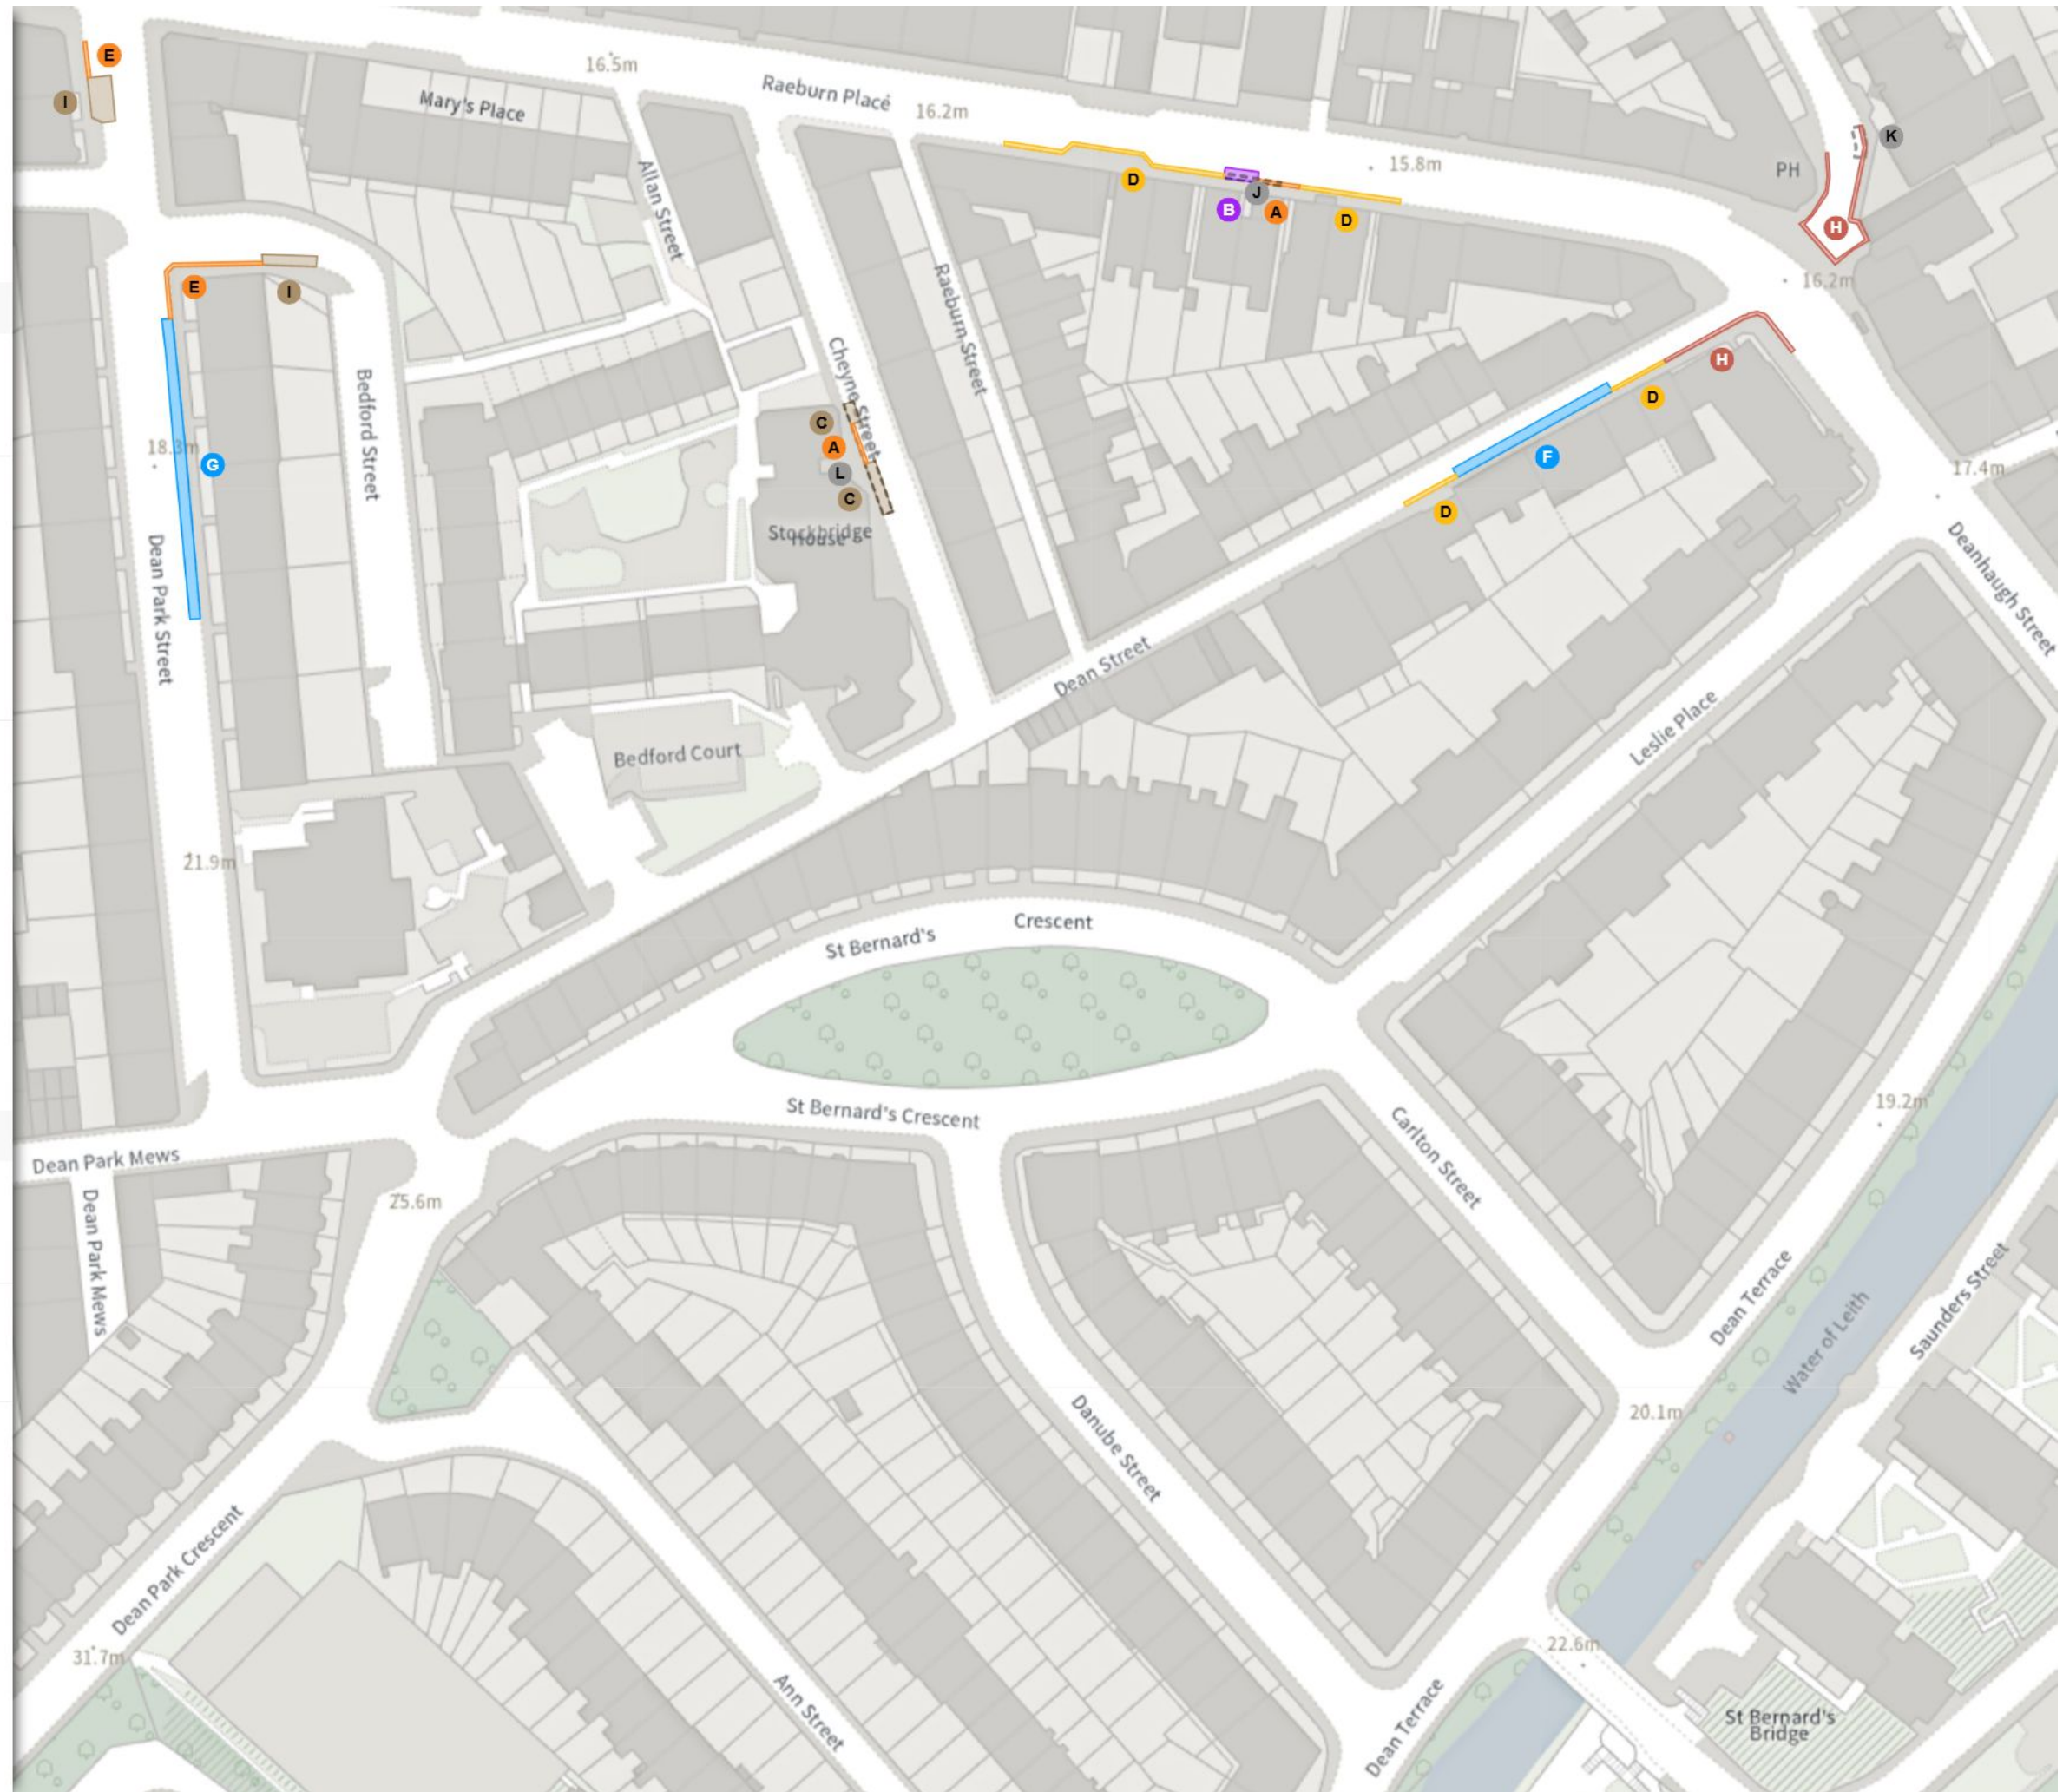 E
I
16.5m
Mary's Place
Raeburn Place
16.2m
Allan Street
D
B
J
A
D
15.8m
PH
K
H
16.2m
E
I
Bedford Street
Raeburn Street
Cheyne Street
H
D
F
D
17.4m
18.3m
G
C
A
L
C
Stockbridge
House
Dean Park Street
Deanhaugh Street
Dean Street
Bedford Court
Leslie Place
21.9m
St Bernard's
Crescent
St Bernard's Crescent
Carlton Street
19.2m
Dean Park Mews
Dean Park Mews
25.6m
Dean Terrace
Water of Leith
Saunders Street
20.1m
Danube Street
Dean Park Crescent
31.7m
Ann Street
22.6m
Dean Terrace
St Bernard's
Bridge